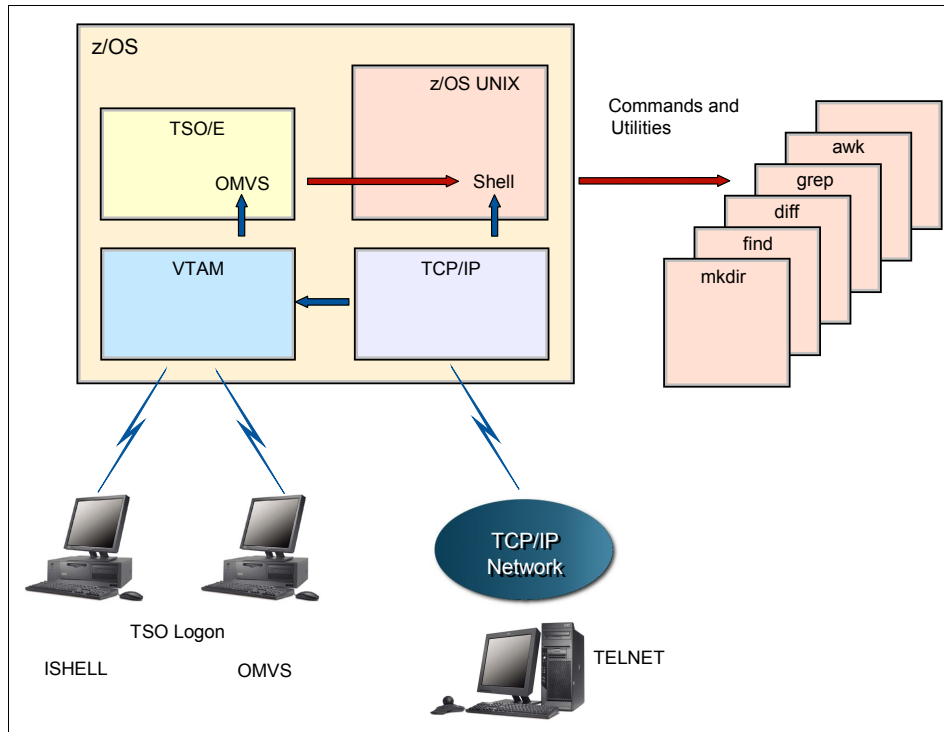 z/OS
z/OS UNIX
TSO/E
OMVS
Shell
VTAM
TCP/IP
Commands and
Utilities
awk
grep
diff
find
mkdir
TCP/IP
Network
TSO Logon
ISHELL
OMVS
TELNET